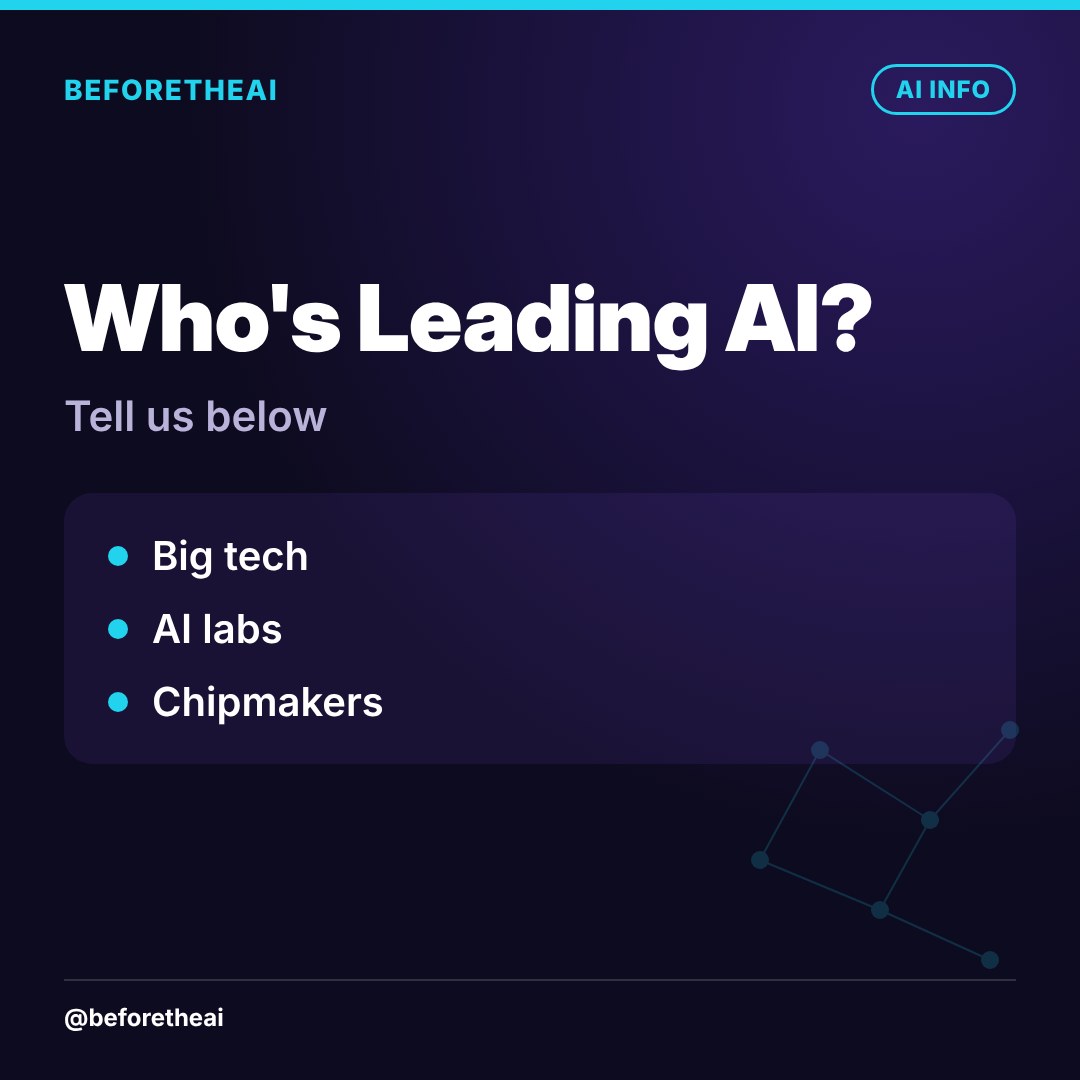 BEFORETHEAI
AI INFO
Who's Leading AI?
Tell us below
Big tech
AI labs
Chipmakers
@beforetheai